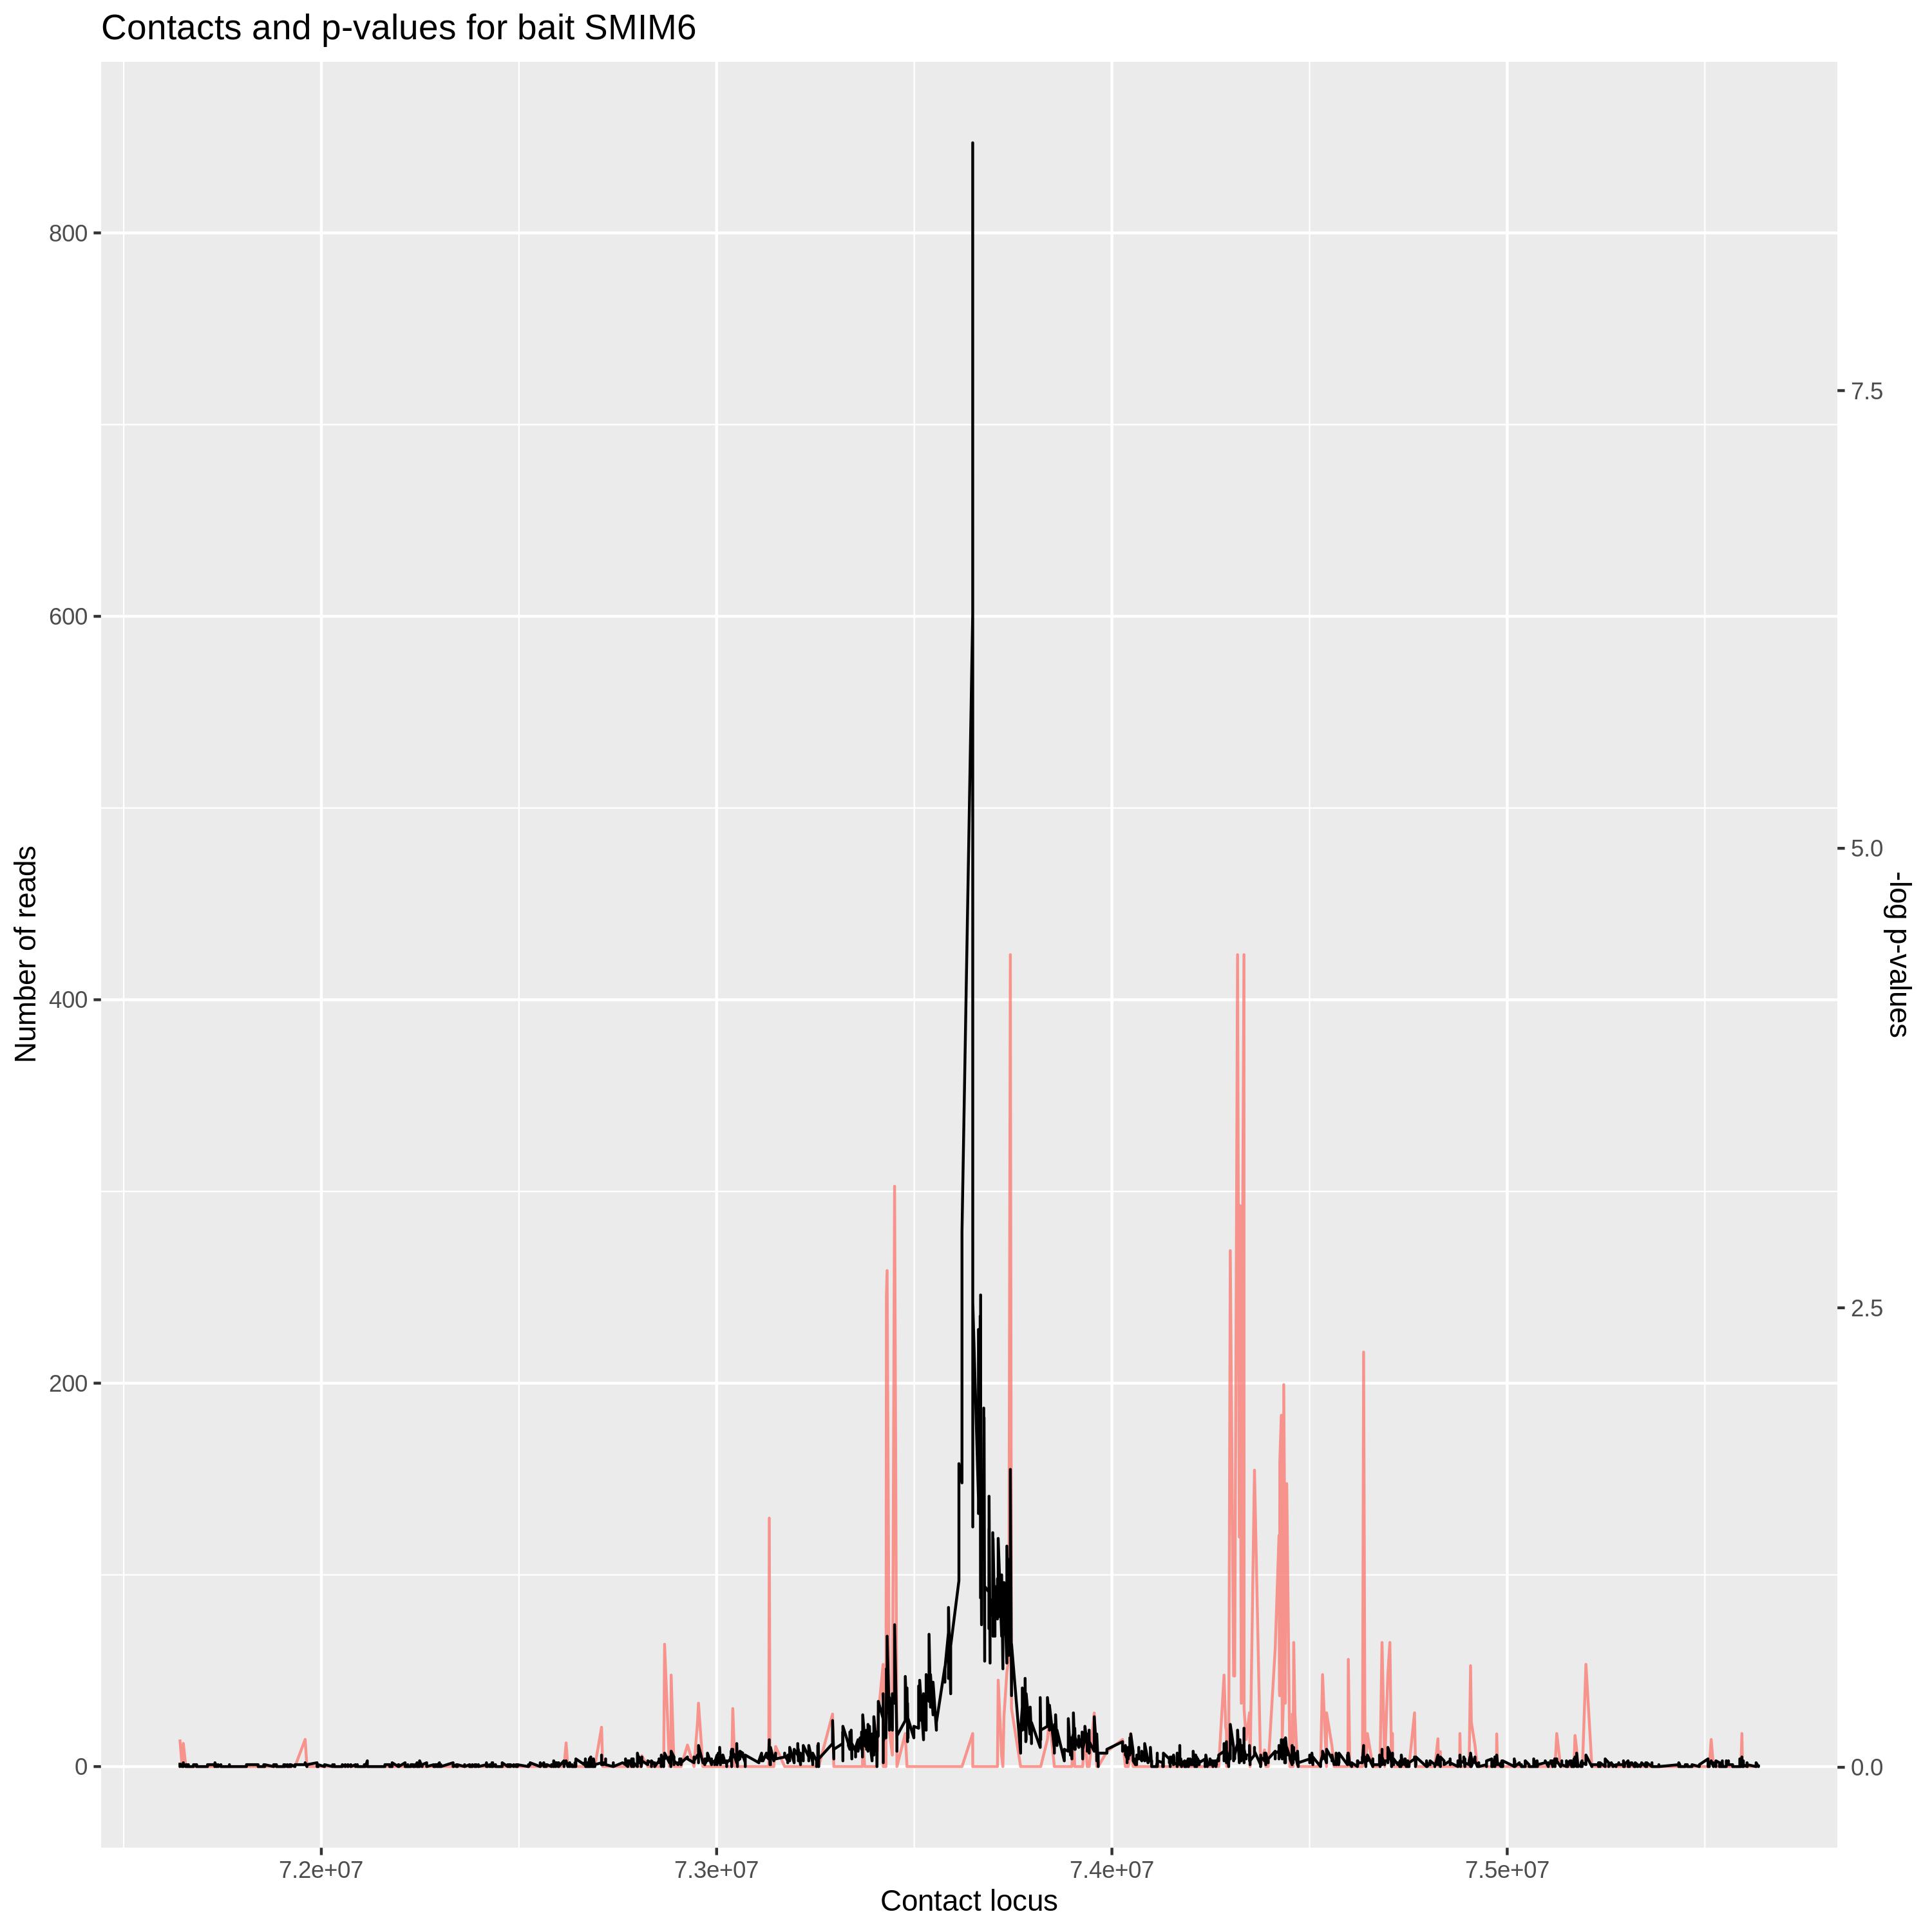 Contacts and p-values for bait SMIM6
800
600
400
200
0
Number of reads
7.5
5.0
2.5
0.0
-log p-values
7.2e+07 7.3e+07 7.4e+07 7.5e+07
Contact locus